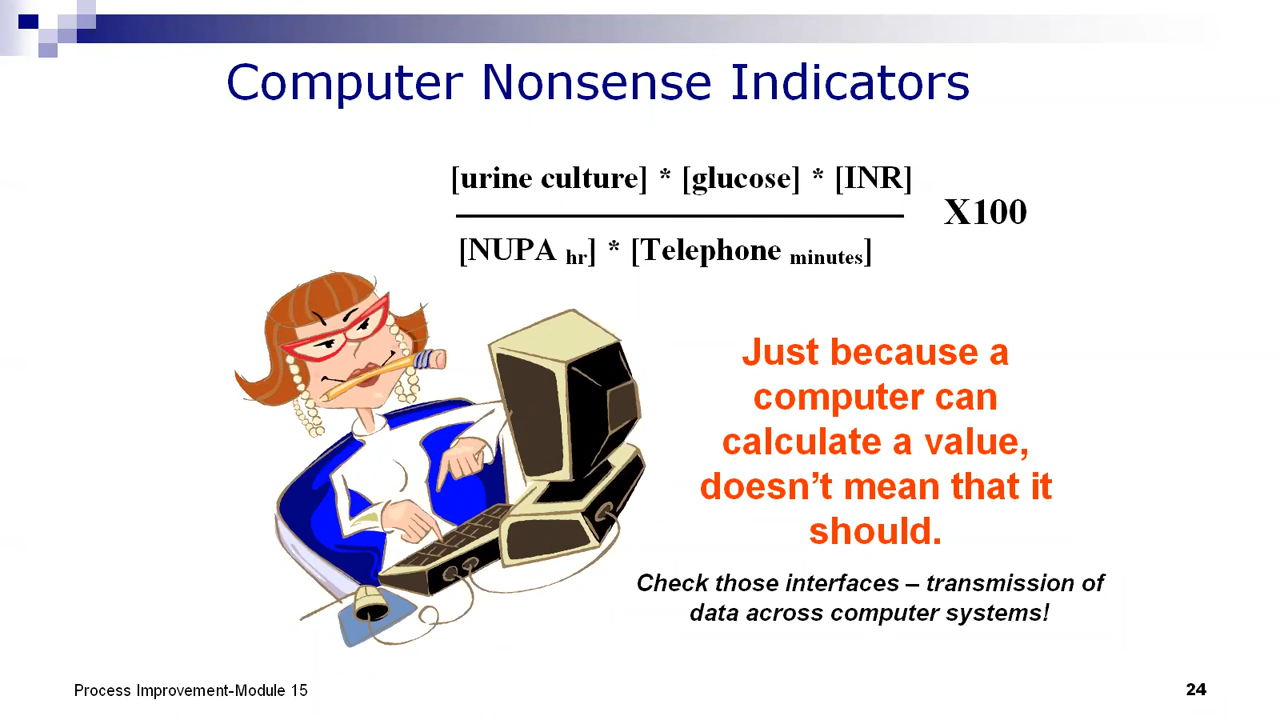 Computer Nonsense Indicators
[urine culture] * [glucose] * [INR]
X100
[NUPA hr] * [Telephone minutes]
Just because a
computer can
calculate a value,
doesn’t mean that it
should.
Check those interfaces – transmission of
data across computer systems!
Process Improvement-Module 15
24